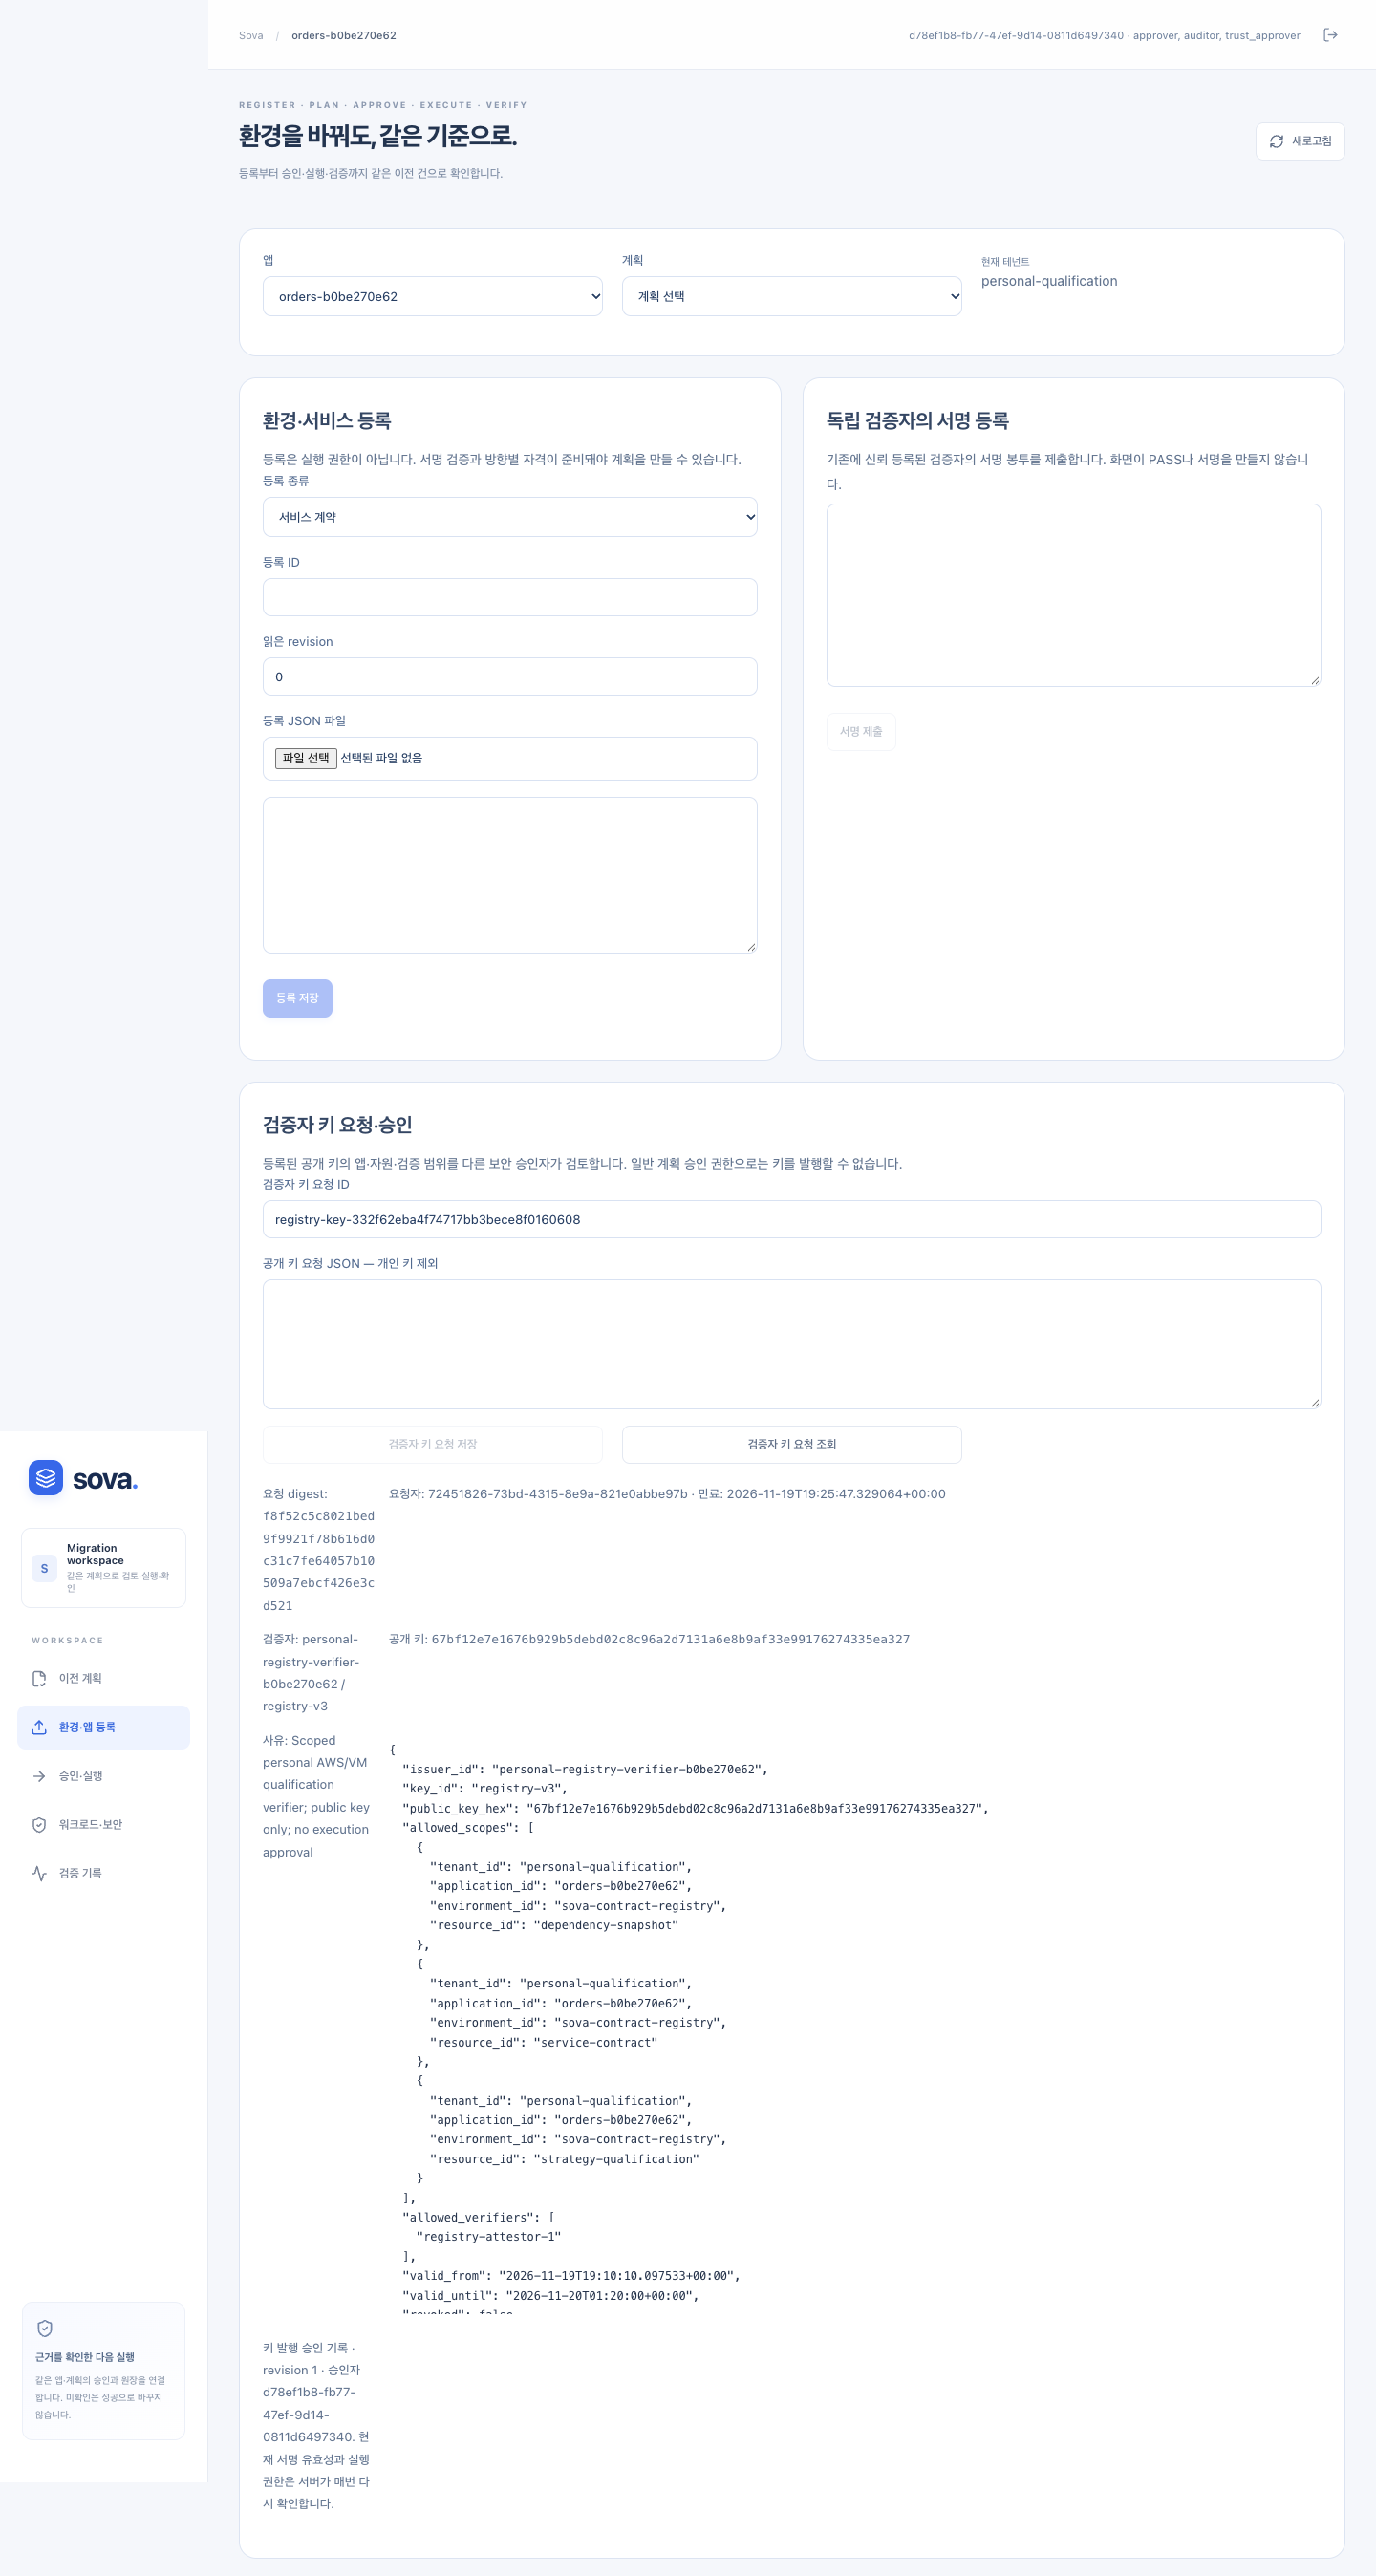 Sova / orders-b0be270e62
d78ef1b8-fb77-47ef-9d14-0811d6497340 · approver, auditor, trust_approver
REGISTER · PLAN · APPROVE · EXECUTE · VERIFY
환경을 바꿔도, 같은 기준으로.
새로고침
등록부터 승인·실행·검증까지 같은 이전 건으로 확인합니다.
앱
orders-b0be270e62
계획
계획 선택
현재 테넌트
personal-qualification
환경·서비스 등록
등록은 실행 권한이 아닙니다. 서명 검증과 방향별 자격이 준비돼야 계획을 만들 수 있습니다.
등록 종류
서비스 계약
등록 ID
읽은 revision
0
등록 JSON 파일
파일 선택 선택된 파일 없음
등록 저장
독립 검증자의 서명 등록
기존에 신뢰 등록된 검증자의 서명 봉투를 제출합니다. 화면이 PASS나 서명을 만들지 않습니
다.
서명 제출
검증자 키 요청·승인
등록된 공개 키의 앱·자원·검증 범위를 다른 보안 승인자가 검토합니다. 일반 계획 승인 권한으로는 키를 발행할 수 없습니다.
검증자 키 요청 ID
registry-key-332f62eba4f74717bb3bece8f0160608
공개 키 요청 JSON — 개인 키 제외
검증자 키 요청 저장
검증자 키 요청 조회
요청 digest:
f8f52c5c8021bed
9f9921f78b616d0
c31c7fe64057b10
509a7ebcf426e3c
d521
요청자: 72451826-73bd-4315-8e9a-821e0abbe97b · 만료: 2026-11-19T19:25:47.329064+00:00
검증자: personal-
registry-verifier-
b0be270e62 /
registry-v3
공개 키: 67bf12e7e1676b929b5debd02c8c96a2d7131a6e8b9af33e99176274335ea327
사유: Scoped
personal AWS/VM
qualification
verifier; public key
only; no execution
approval
{
"issuer_id": "personal-registry-verifier-b0be270e62",
"key_id": "registry-v3",
"public_key_hex": "67bf12e7e1676b929b5debd02c8c96a2d7131a6e8b9af33e99176274335ea327",
"allowed_scopes": [
{
"tenant_id": "personal-qualification",
"application_id": "orders-b0be270e62",
"environment_id": "sova-contract-registry",
"resource_id": "dependency-snapshot"
},
{
"tenant_id": "personal-qualification",
"application_id": "orders-b0be270e62",
"environment_id": "sova-contract-registry",
"resource_id": "service-contract"
},
{
"tenant_id": "personal-qualification",
"application_id": "orders-b0be270e62",
"environment_id": "sova-contract-registry",
"resource_id": "strategy-qualification"
}
],
"allowed_verifiers": [
"registry-attestor-1"
],
"valid_from": "2026-11-19T19:10:10.097533+00:00",
"valid_until": "2026-11-20T01:20:00+00:00",
키 발행 승인 기록 ·
revision 1 · 승인자
d78ef1b8-fb77-
47ef-9d14-
0811d6497340. 현
재 서명 유효성과 실행
권한은 서버가 매번 다
시 확인합니다.
sova.
S
Migration
workspace
같은 계획으로 검토·실행·확
인
WORKSPACE
이전 계획
환경·앱 등록
승인·실행
워크로드·보안
검증 기록
근거를 확인한 다음 실행
같은 앱·계획의 승인과 원장을 연결
합니다. 미확인은 성공으로 바꾸지
않습니다.